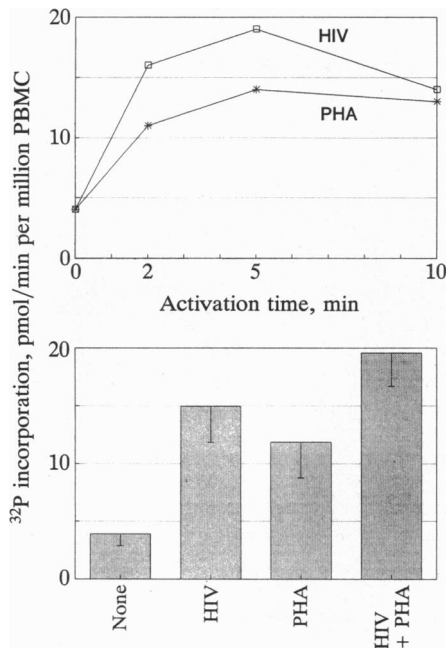 ³²P incorporation, pmol/min per million PBMC
20
10
0
HIV
PHA
0
2
5
10
Activation time, min
20
10
0
None
HIV
PHA
HIV
+ PHA